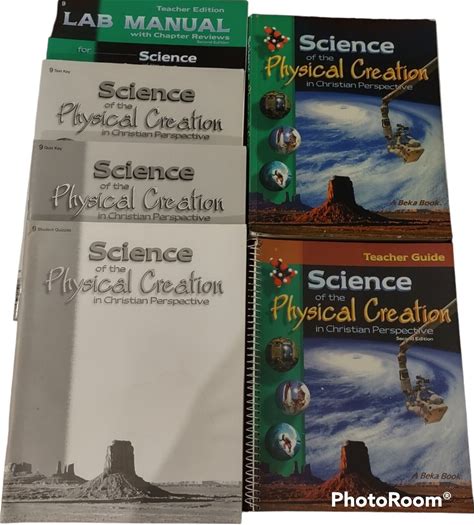 9
Teacher Edition
LAB MANUAL
with Chapter Reviews
Second Edition
for Science
9 Test Key
Science
of the
Physical Creation
in Christian Perspective
9 Quiz Key
Science
of the
Physical Creation
in Christian Perspective
9 Student Quizzes
Science
of the
Physical Creation
in Christian Perspective
Science
of the
Physical Creation
in Christian Perspective
A Beka Book
Teacher Guide
Science
of the
Physical Creation
in Christian Perspective
Second Edition
A Beka Book
PhotoRoom®